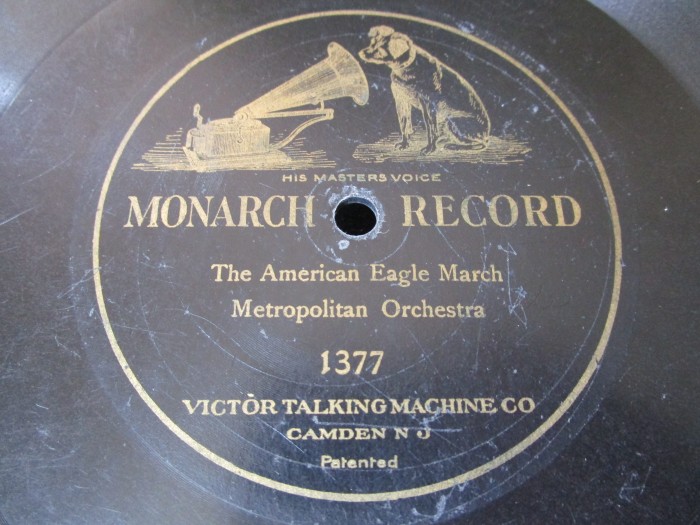 HIS MASTERS VOICE
MONARCH RECORD
The American Eagle March
Metropolitan Orchestra
1377
VICTOR TALKING MACHINE CO
CAMDEN N J
Patented